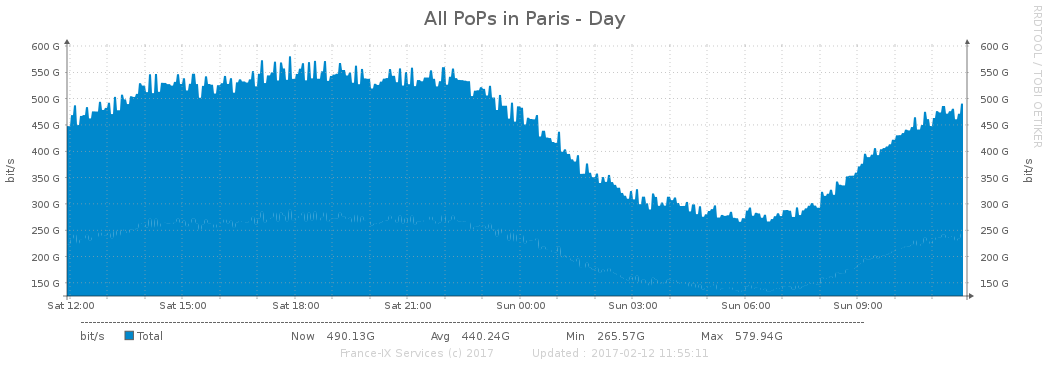 All PoPs in Paris - Day
RRDTOOL / TOBI OETIKER
600 G 600 G
550 G 550 G
500 G 500 G
450 G 450 G
400 G 400 G
350 G 350 G
300 G 300 G
250 G 250 G
200 G 200 G
150 G 150 G
bit/s
bit/s
Sat 12:00 Sat 15:00 Sat 18:00 Sat 21:00 Sun 00:00 Sun 03:00 Sun 06:00 Sun 09:00
bit/s Total Now 490.13G Avg 440.24G Min 265.57G Max 579.94G
France-IX Services (c) 2017 Updated : 2017-02-12 11:55:11